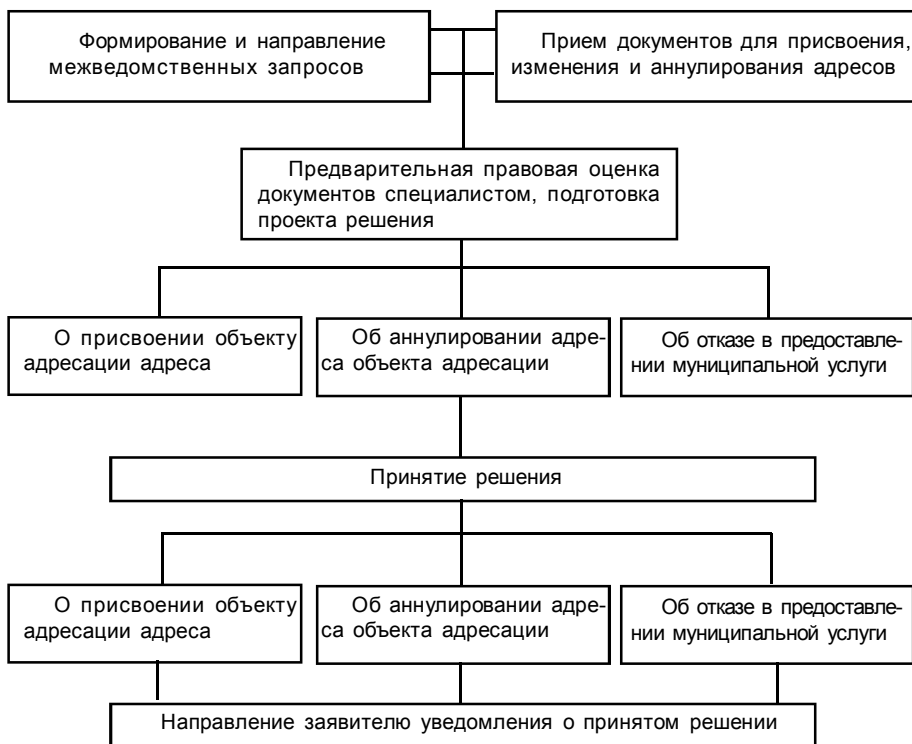 Формирование и направление
межведомственных запросов
Прием документов для присвоения,
изменения и аннулирования адресов
Предварительная правовая оценка
документов специалистом, подготовка
проекта решения
О присвоении объекту
адресации адреса
Об аннулировании адре-
са объекта адресации
Об отказе в предоставле-
нии муниципальной услуги
Принятие решения
О присвоении объекту
адресации адреса
Об аннулировании адре-
са объекта адресации
Об отказе в предоставле-
нии муниципальной услуги
Направление заявителю уведомления о принятом решении